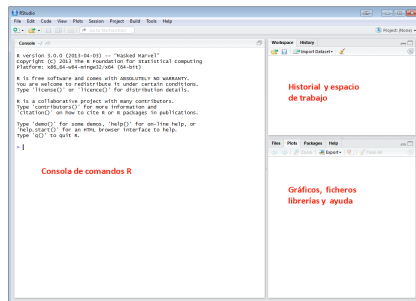 RStudio
File Edit Code View Plots Session Project Build Tools Help
Go to file/function
Project: (None)
Console ~/
R version 3.0.0 (2013-04-03) -- "Masked Marvel"
Copyright (C) 2013 The R Foundation for Statistical Computing
Platform: x86_64-w64-mingw32/x64 (64-bit)
R is free software and comes with ABSOLUTELY NO WARRANTY.
You are welcome to redistribute it under certain conditions.
Type 'license()' or 'licence()' for distribution details.
R is a collaborative project with many contributors.
Type 'contributors()' for more information and
'citation()' on how to cite R or R packages in publications.
Type 'demo()' for some demos, 'help()' for on-line help, or
'help.start()' for an HTML browser interface to help.
Type 'q()' to quit R.
>
Consola de comandos R
Workspace History
Import Dataset
Historial y espacio
de trabajo
Files Plots Packages Help
Zoom Export Clear All
Gráficos, ficheros
librerías y ayuda